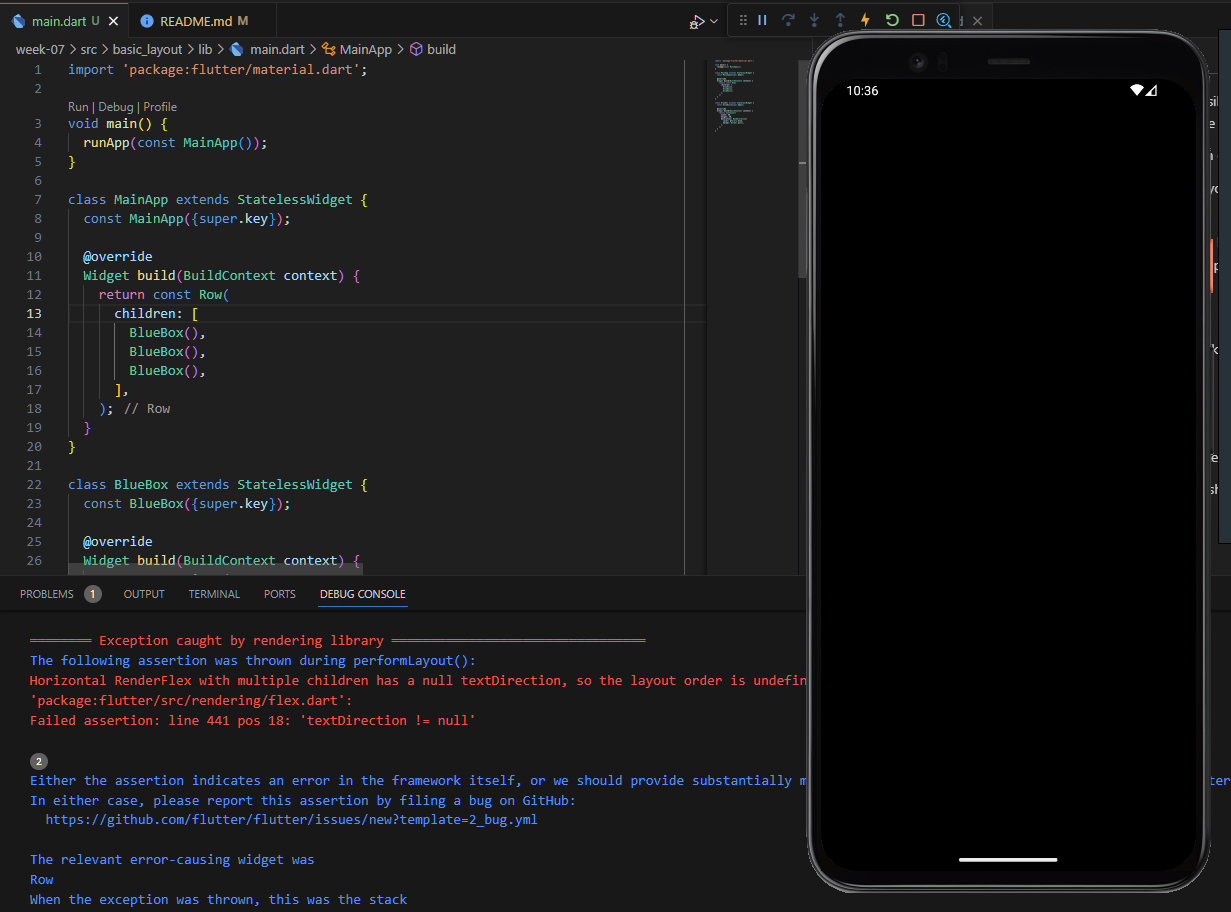 main.dart U
README.md M
week-07 > src > basic_layout > lib > main.dart > MainApp > build
1 import 'package:flutter/material.dart';
2
Run | Debug | Profile
3 void main() {
4 runApp(const MainApp());
5 }
6
7 class MainApp extends StatelessWidget {
8 const MainApp({super.key});
9
10 @override
11 Widget build(BuildContext context) {
12 return const Row(
13 children: [
14 BlueBox(),
15 BlueBox(),
16 BlueBox(),
17 ],
18 ); // Row
19 }
20 }
21
22 class BlueBox extends StatelessWidget {
23 const BlueBox({super.key});
24
25 @override
26 Widget build(BuildContext context) {
10:36
PROBLEMS 1 OUTPUT TERMINAL PORTS DEBUG CONSOLE
════════ Exception caught by rendering library ═════════════════════════════════
The following assertion was thrown during performLayout():
Horizontal RenderFlex with multiple children has a null textDirection, so the layout order is undefin
'package:flutter/src/rendering/flex.dart':
Failed assertion: line 441 pos 18: 'textDirection != null'
2
Either the assertion indicates an error in the framework itself, or we should provide substantially m
In either case, please report this assertion by filing a bug on GitHub:
https://github.com/flutter/flutter/issues/new?template=2_bug.yml
The relevant error-causing widget was
Row
When the exception was thrown, this was the stack